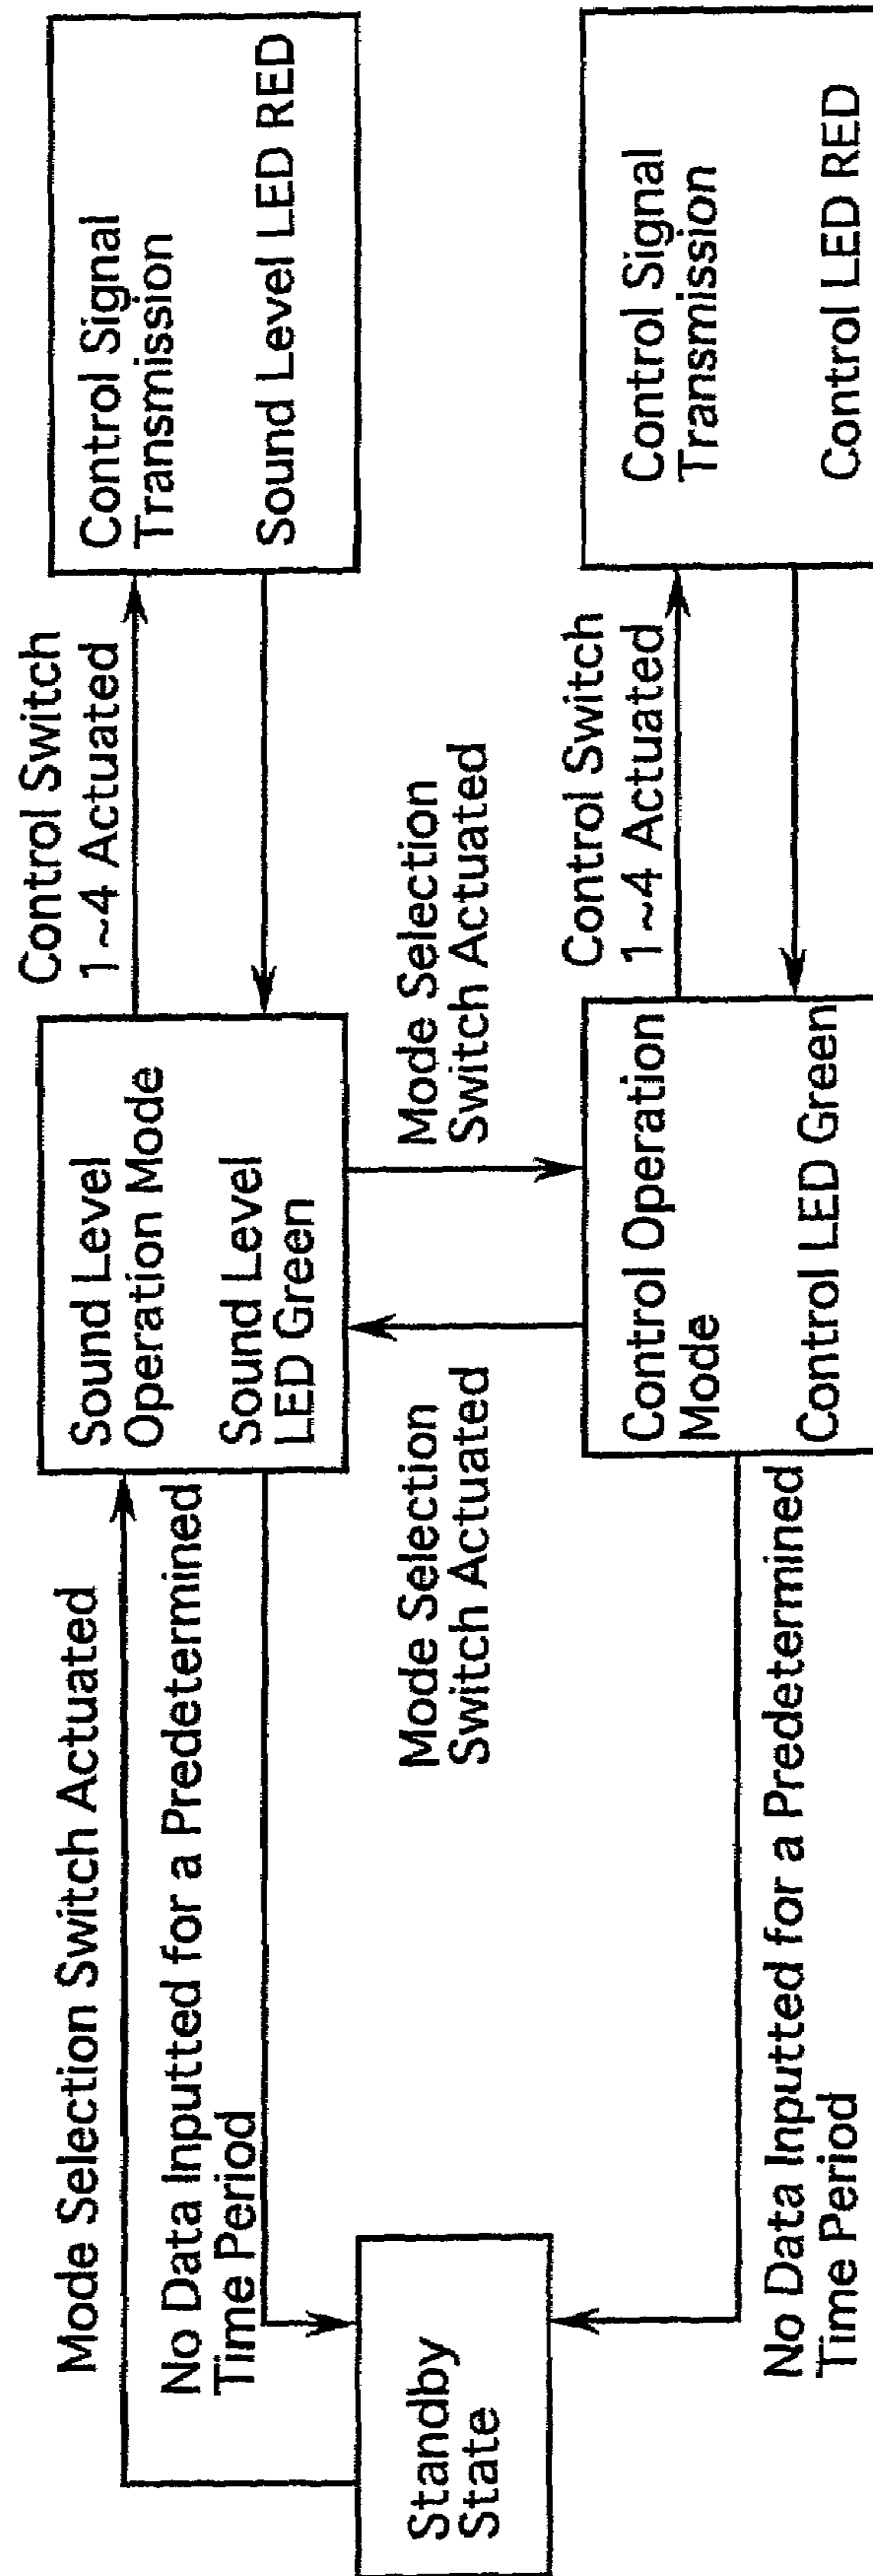 Mode Selection Switch Actuated
No Data Inputted for a Predetermined
Time Period
Standby
State
Sound Level
Operation Mode
Sound Level
LED Green
Control Switch
1~4 Actuated
Control Signal
Transmission
Sound Level LED RED
Mode Selection
Switch Actuated
Mode Selection
Switch Actuated
Control Operation
Mode
Control LED Green
Control Switch
1~4 Actuated
Control Signal
Transmission
Control LED RED
No Data Inputted for a Predetermined
Time Period